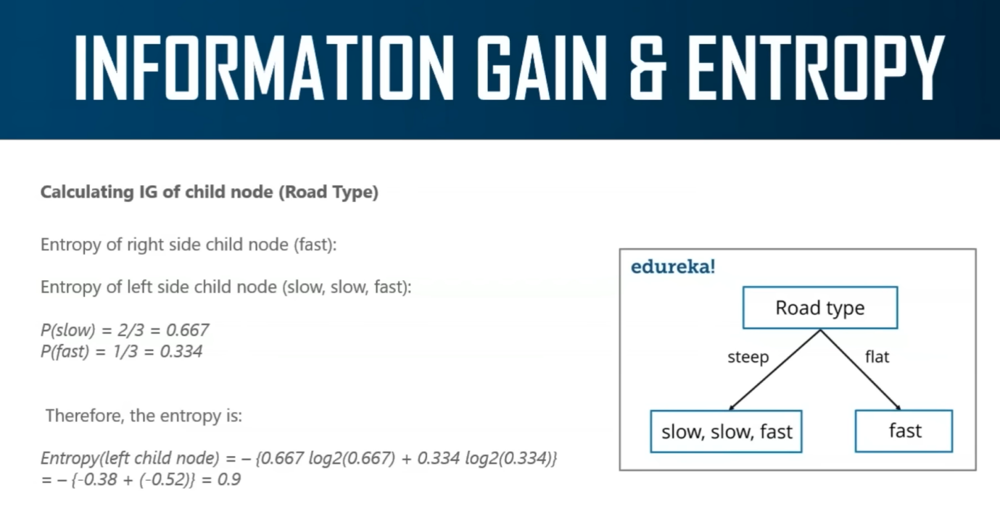 INFORMATION GAIN & ENTROPY
Calculating IG of child node (Road Type)
Entropy of right side child node (fast):
Entropy of left side child node (slow, slow, fast):
P(slow) = 2/3 = 0.667
P(fast) = 1/3 = 0.334
Therefore, the entropy is:
Entropy(left child node) = – {0.667 log2(0.667) + 0.334 log2(0.334)}
= – {-0.38 + (-0.52)} = 0.9
edureka!
Road type
steep
flat
slow, slow, fast
fast